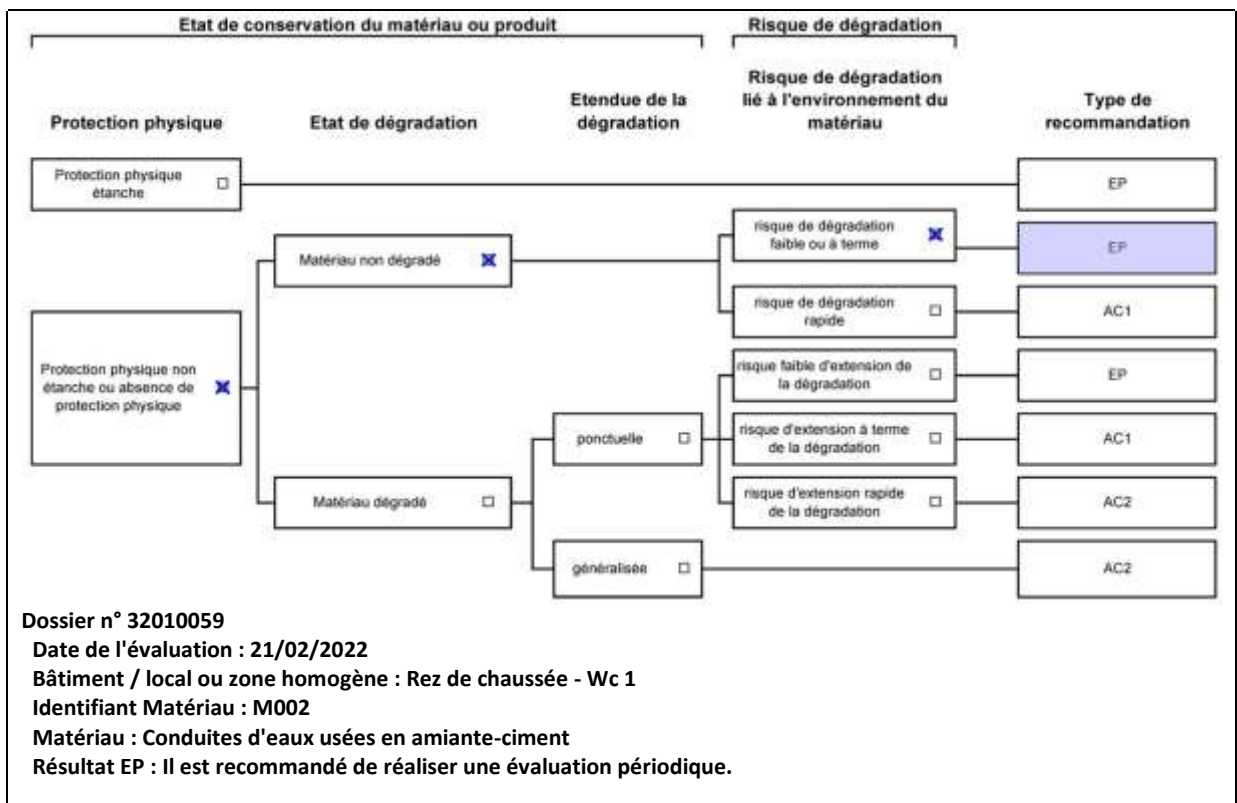 Etat de conservation du matériau ou produit
Risque de dégradation
Protection physique
Etat de dégradation
Etendue de la
dégradation
Risque de dégradation
lié à l'environnement du
matériau
Type de
recommandation
Protection physique
étanche
EP
risque de dégradation
faible ou à terme
EP
Matériau non dégradé
risque de dégradation
rapide
AC1
Protection physique non
étanche ou absence de
protection physique
risque faible d'extension de
la dégradation
EP
ponctuelle
risque d'extension à terme
de la dégradation
AC1
Matériau dégradé
risque d'extension rapide
de la dégradation
AC2
généralisée
AC2
Dossier n° 32010059
Date de l'évaluation : 21/02/2022
Bâtiment / local ou zone homogène : Rez de chaussée - Wc 1
Identifiant Matériau : M002
Matériau : Conduites d'eaux usées en amiante-ciment
Résultat EP : Il est recommandé de réaliser une évaluation périodique.